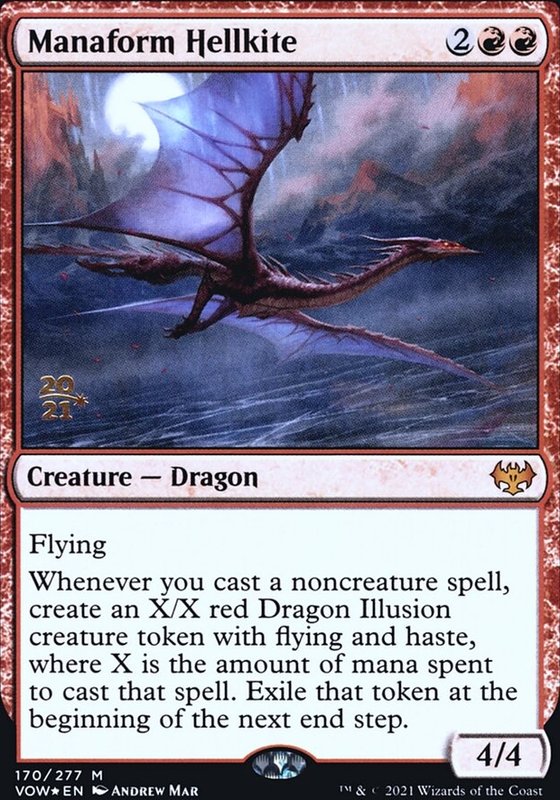 Manaform Hellkite 2
20
21
Creature — Dragon
Flying
Whenever you cast a noncreature spell,
create an X/X red Dragon Illusion
creature token with flying and haste,
where X is the amount of mana spent
to cast that spell. Exile that token at the
beginning of the next end step.
4/4
170/277 M
VOW★EN Andrew Mar
™ & © 2021 Wizards of the Coast